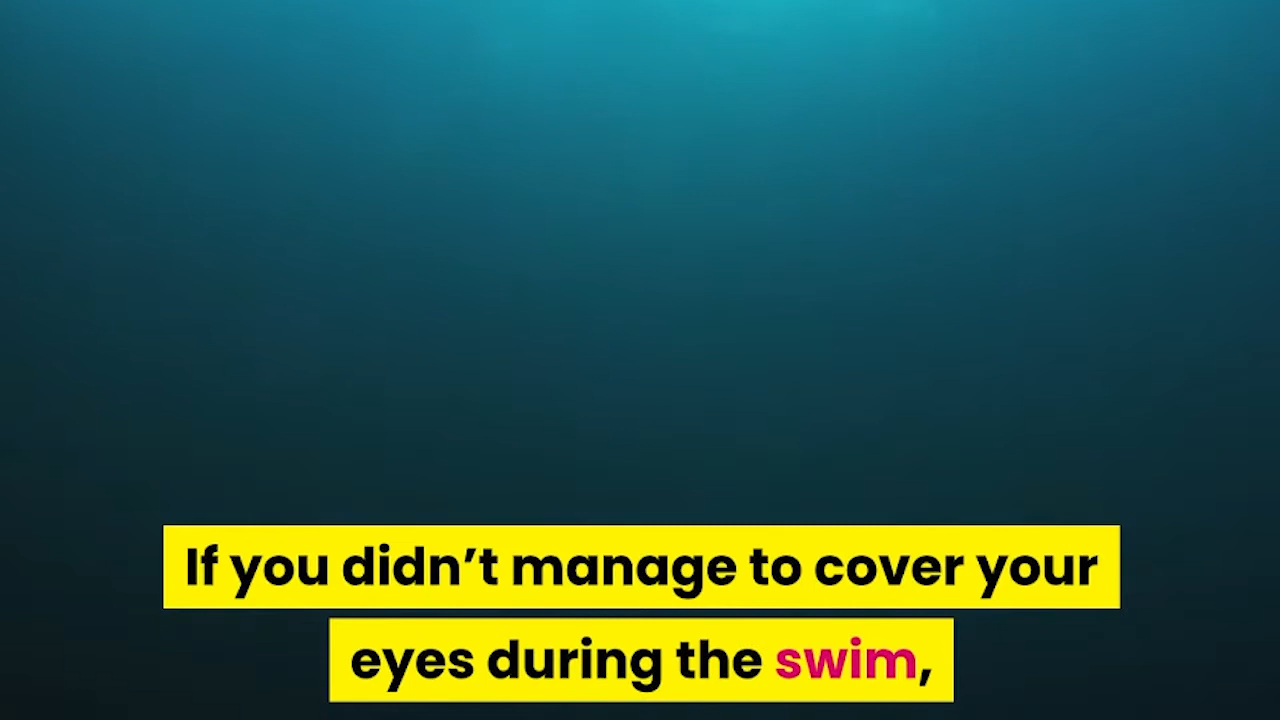 If you didn’t manage to cover your
eyes during the swim,